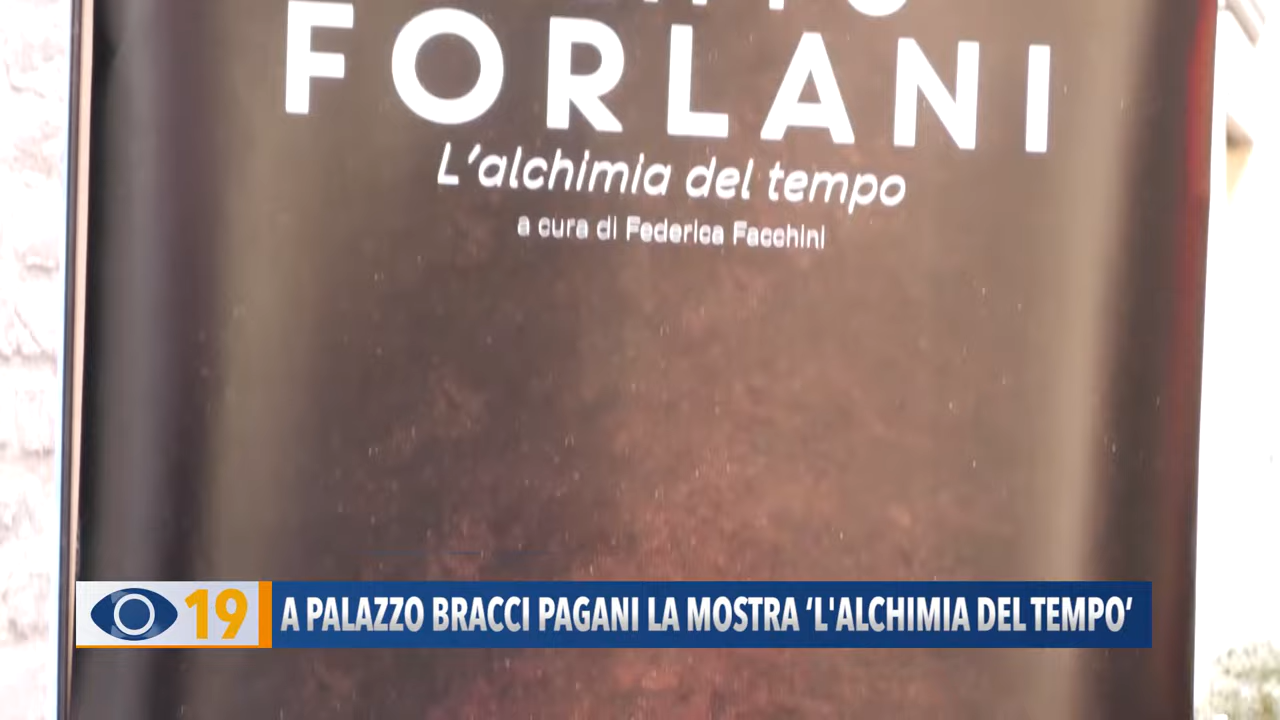 FORLANI
L'alchimia del tempo
a cura di Federica Facchini
19
A PALAZZO BRACCI PAGANI LA MOSTRA ‘L'ALCHIMIA DEL TEMPO’